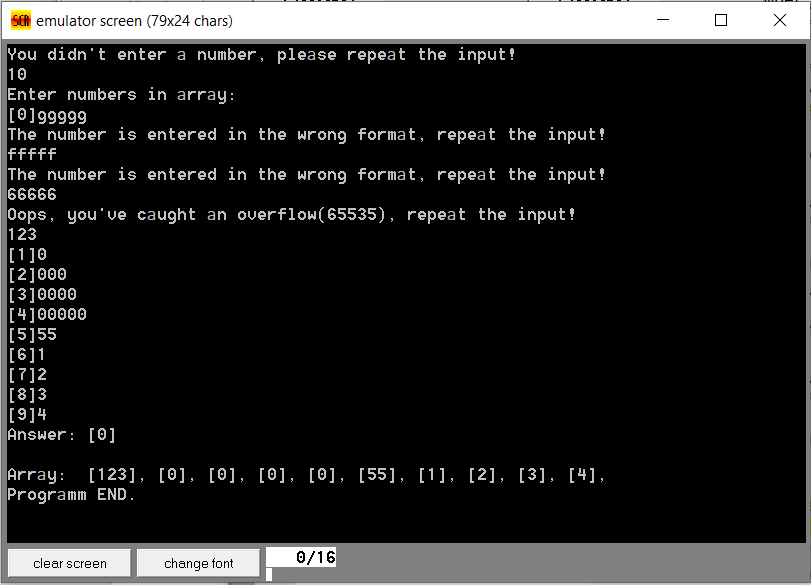 SCR emulator screen (79x24 chars)
You didn't enter a number, please repeat the input!
10
Enter numbers in array:
[0]ggggg
The number is entered in the wrong format, repeat the input!
fffff
The number is entered in the wrong format, repeat the input!
66666
Oops, you've caught an overflow(65535), repeat the input!
123
[1]0
[2]000
[3]0000
[4]00000
[5]55
[6]1
[7]2
[8]3
[9]4
Answer: [0]
Array:  [123], [0], [0], [0], [0], [55], [1], [2], [3], [4],
Programm END.
clear screen change font 0/16